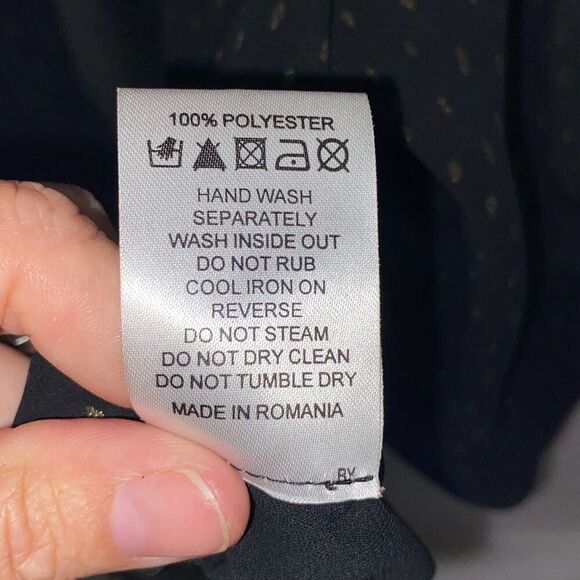 100% POLYESTER
HAND WASH
SEPARATELY
WASH INSIDE OUT
DO NOT RUB
COOL IRON ON
REVERSE
DO NOT STEAM
DO NOT DRY CLEAN
DO NOT TUMBLE DRY
MADE IN ROMANIA
RY